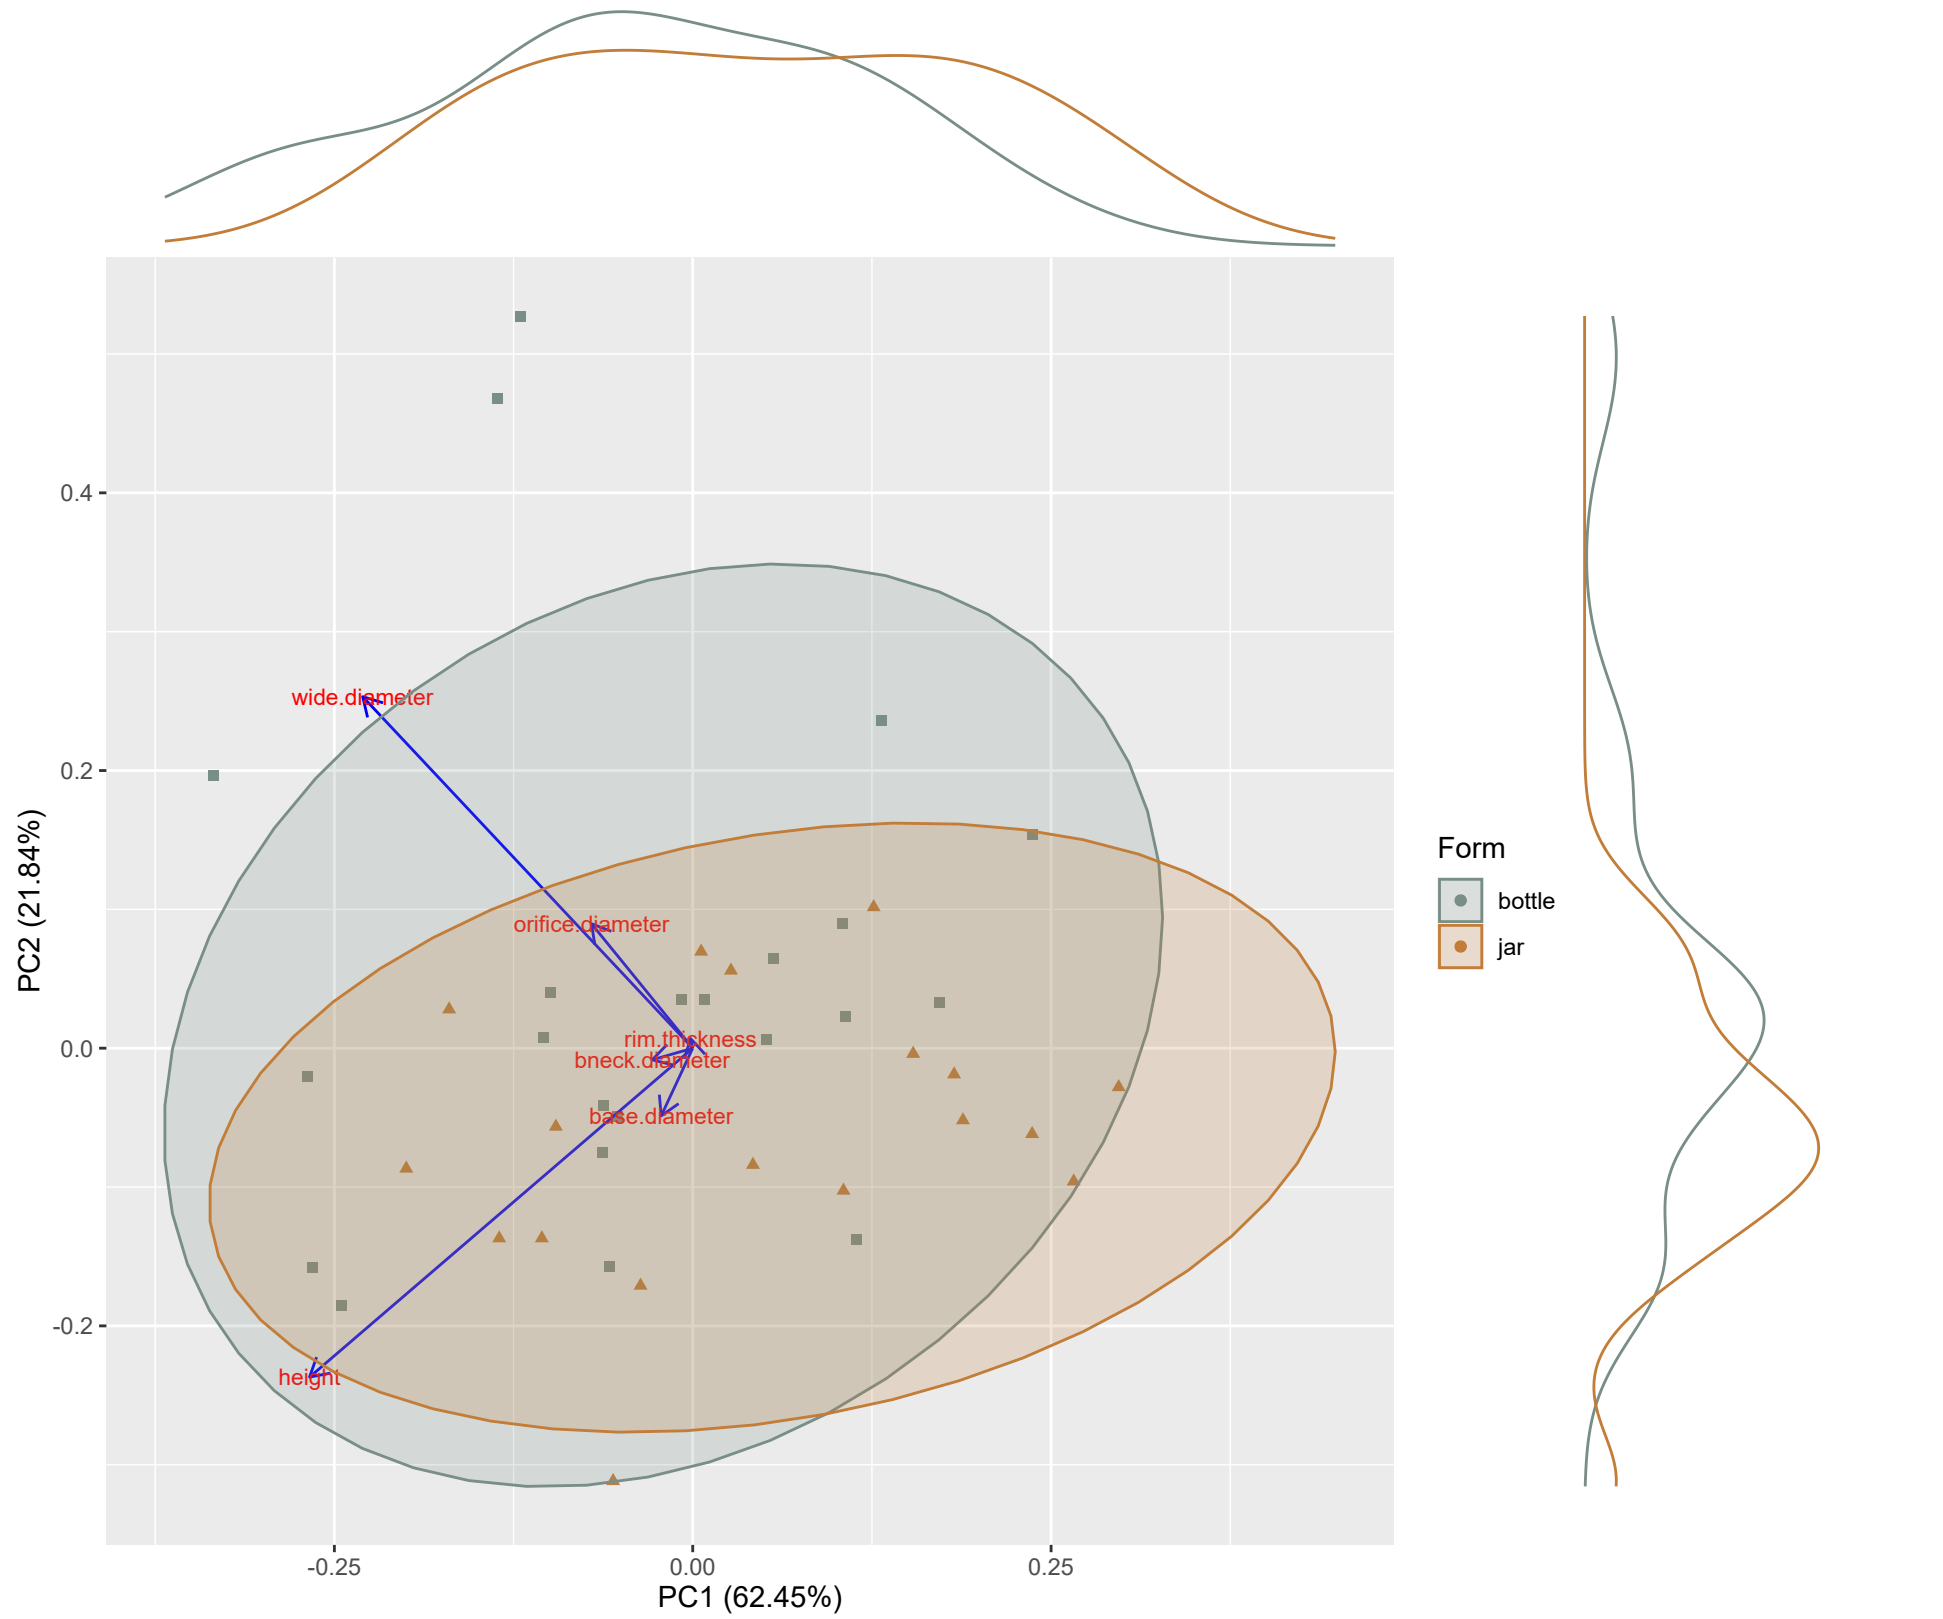 0.4
0.2
0.0
-0.2
PC2 (21.84%)
wide.diameter
orifice.diameter
rim.thickness
bneck.diameter
base.diameter
height
-0.25
0.00
0.25
PC1 (62.45%)
Form
bottle
jar